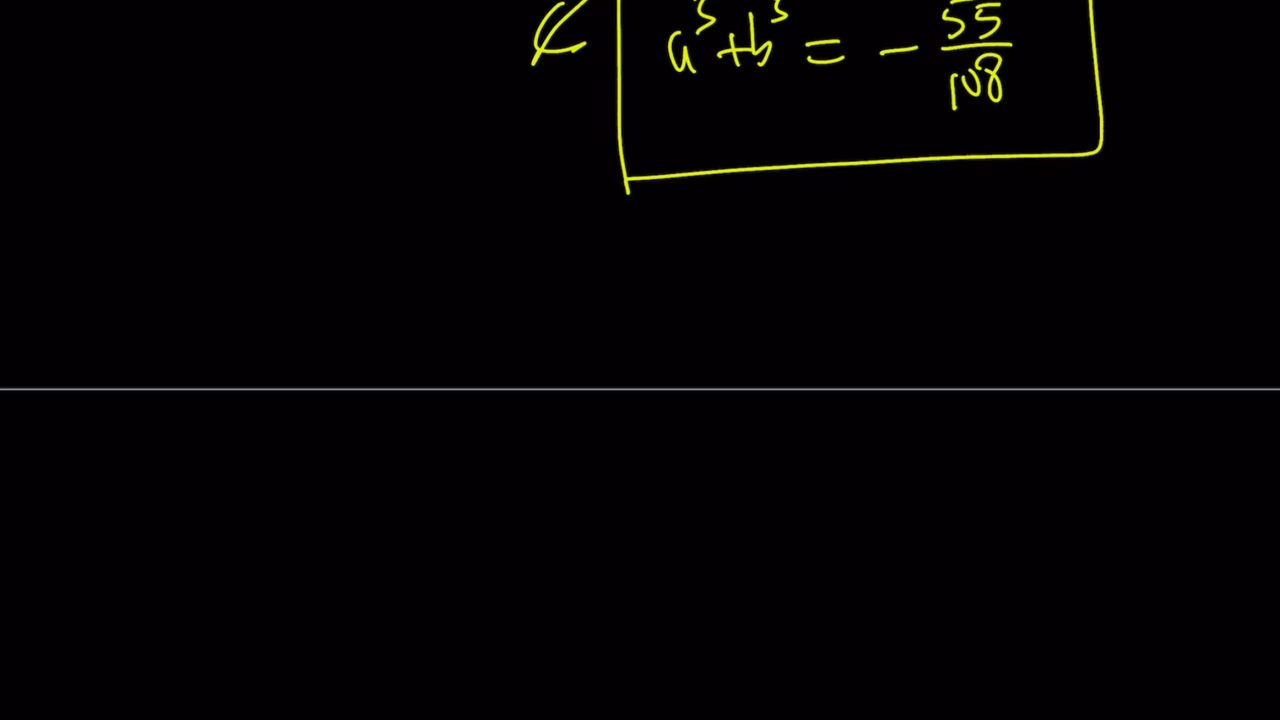 a³+b³ = - 55/108